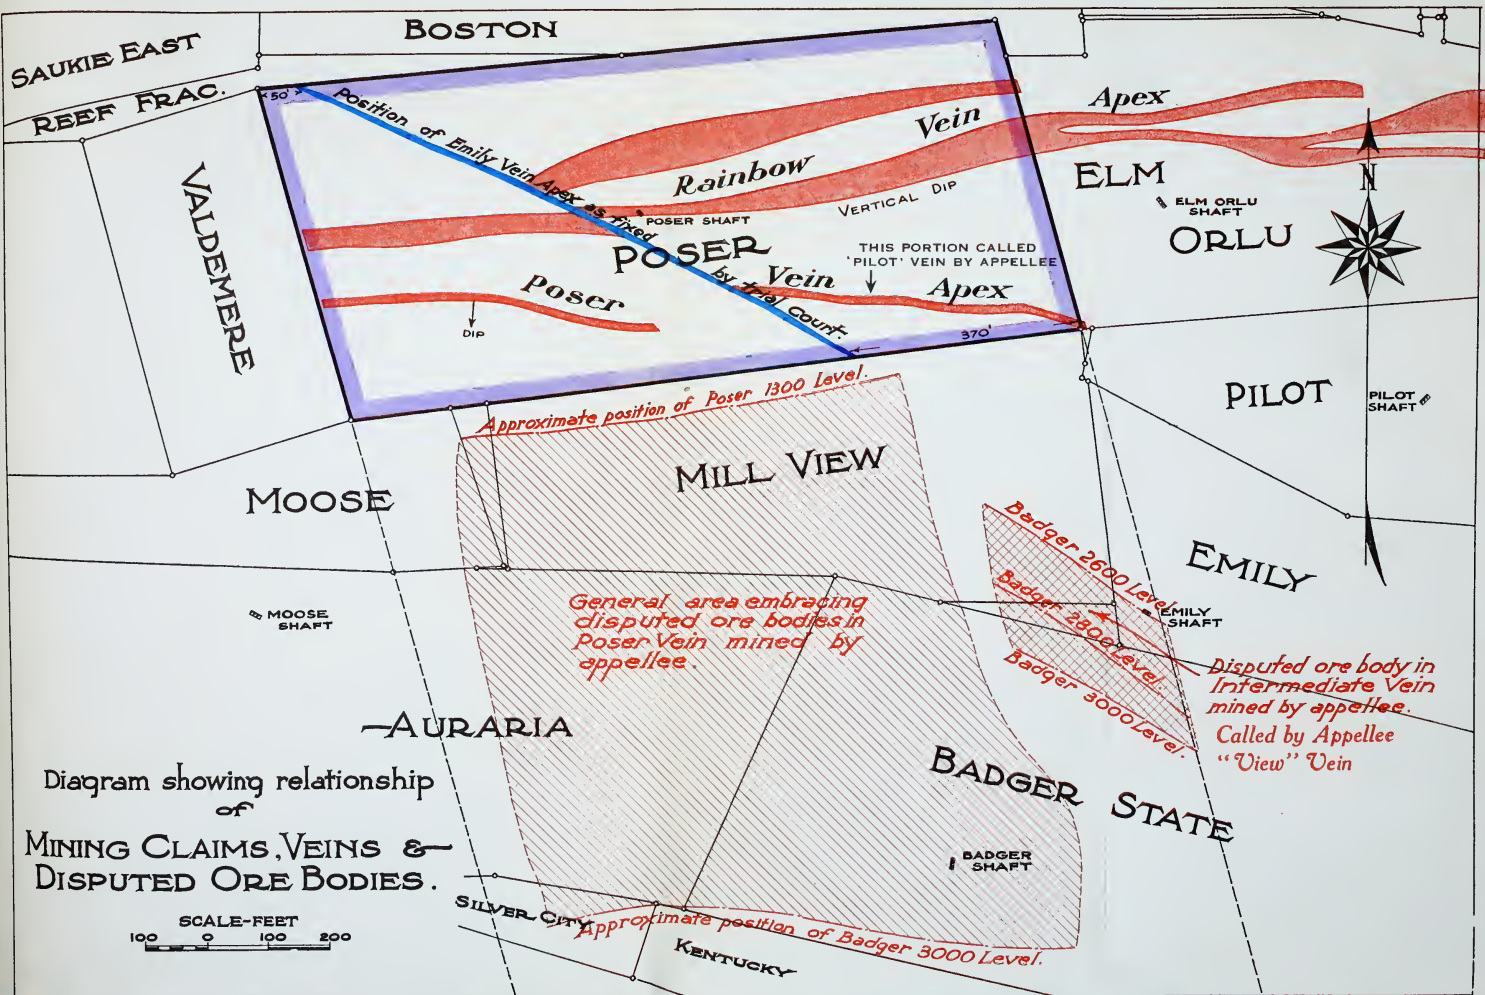 BOSTON
SAUKIE EAST
REEF FRAC.
50'
Position of Emily Vein Apex as fixed
by trial court.
Apex
Vein
Rainbow
VERTICAL DIP
ELM
ORLU
N
ELM ORLU
SHAFT
VALDEMERE
POSER SHAFT
POSER
THIS PORTION CALLED
'PILOT' VEIN BY APPELLEE
Poser
Vein
Apex
DIP
370'
PILOT
PILOT
SHAFT
Approximate position of Poser 1300 Level.
MILL VIEW
MOOSE
Badger 2600 Level.
EMILY
Badger 2800 Level.
EMILY
SHAFT
Badger 3000 Level.
General area embracing
disputed ore bodies in
Poser Vein mined by
appellee.
MOOSE
SHAFT
Disputed ore body in
Intermediate Vein
mined by appellee.
Called by Appellee
"View" Vein
AURARIA
BADGER STATE
Diagram showing relationship
of
MINING CLAIMS, VEINS &
DISPUTED ORE BODIES.
BADGER
SHAFT
SCALE-FEET
100 0 100 200
SILVER CITY
Approximate position of Badger 3000 Level.
KENTUCKY